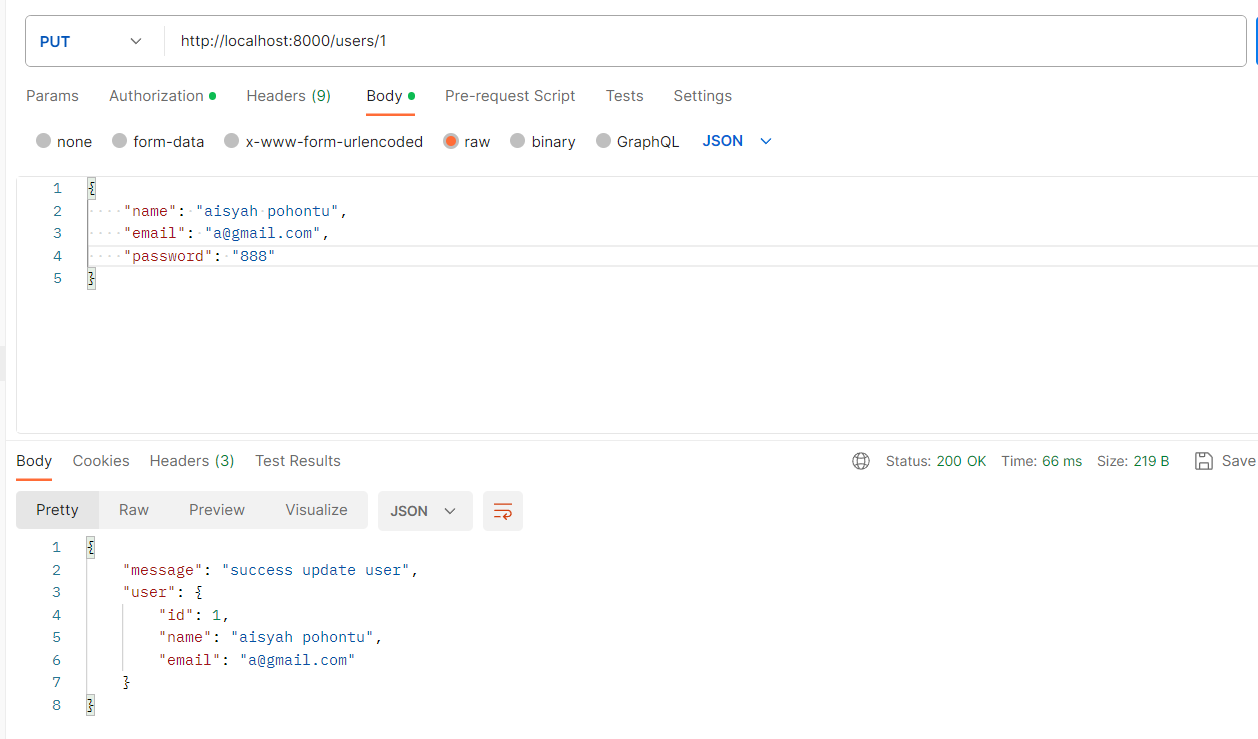 PUT http://localhost:8000/users/1
Params Authorization Headers (9) Body Pre-request Script Tests Settings
none form-data x-www-form-urlencoded raw binary GraphQL JSON
1 {
2 "name": "aisyah pohontu",
3 "email": "a@gmail.com",
4 "password": "888"
5 }
Body Cookies Headers (3) Test Results Status: 200 OK Time: 66 ms Size: 219 B Save
Pretty Raw Preview Visualize JSON
1 {
2 "message": "success update user",
3 "user": {
4 "id": 1,
5 "name": "aisyah pohontu",
6 "email": "a@gmail.com"
7 }
8 }